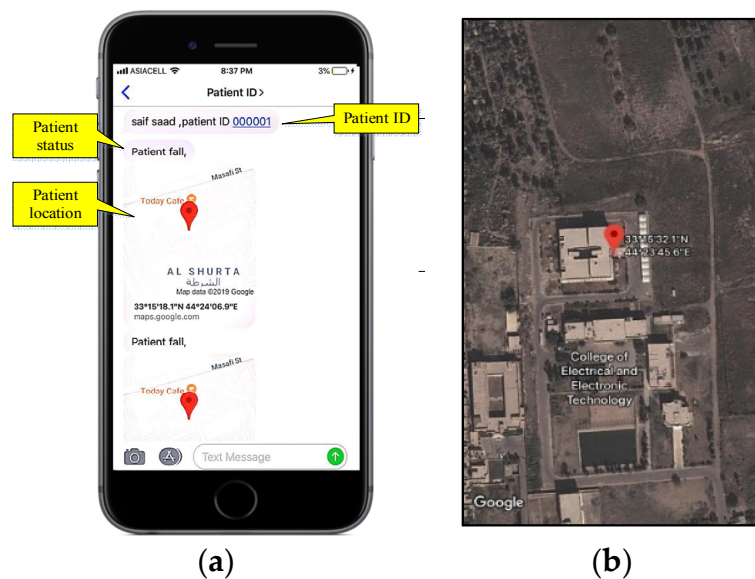 ASIACELL
8:37 PM
3%
Patient ID >
saif saad ,patient ID 000001
Patient ID
Patient
status
Patient fall,
Patient
location
Masafi St
Today Cafe
AL SHURTA
الشرطة
Map data ©2019 Google
33°15'18.1"N 44°24'06.9"E
maps.google.com
Patient fall,
Masafi St
Today Cafe
Text Message
(a)
33°15'32.1"N
44°23'45.6"E
College of
Electrical and
Electronic
Technology
Google
(b)